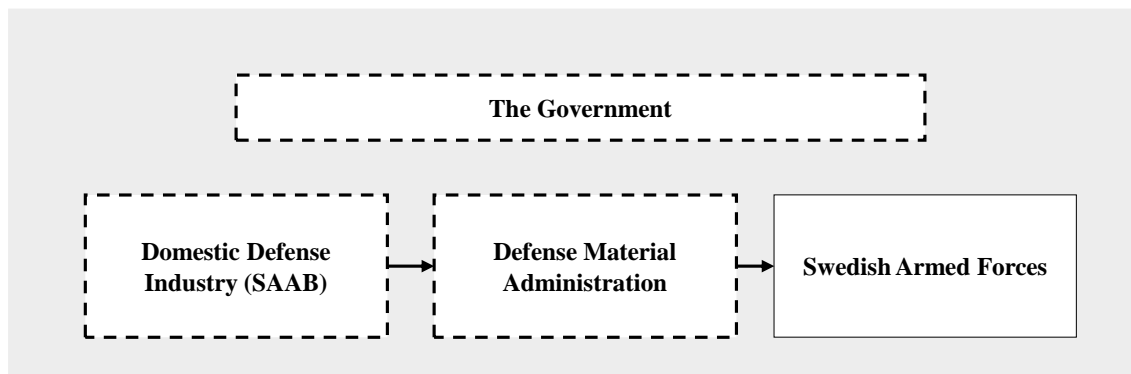 The Government
Domestic Defense
Industry (SAAB)
Defense Material
Administration
Swedish Armed Forces